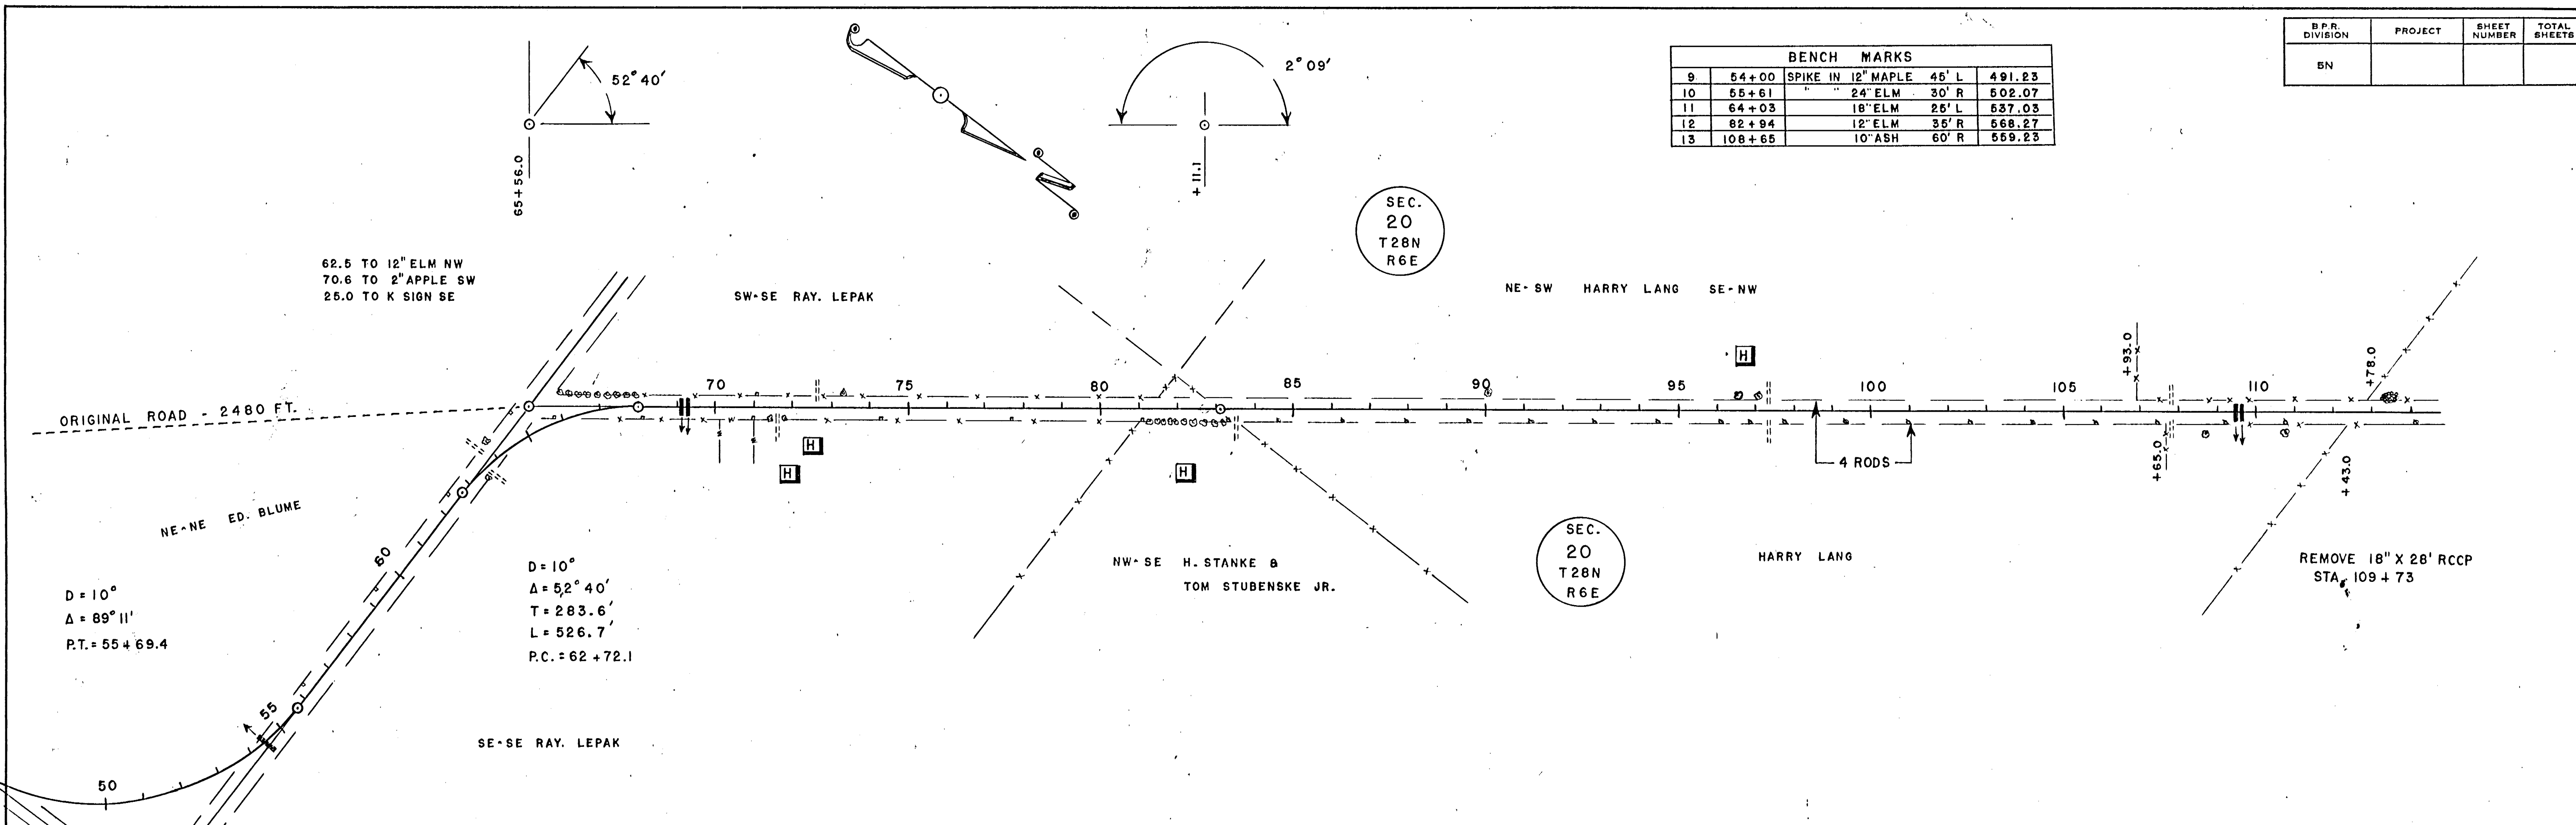 B.P.R. DIVISION PROJECT SHEET NUMBER TOTAL SHEETS
5N
BENCH MARKS
9 54+00 SPIKE IN 12" MAPLE 45' L 491.23
10 55+61 " " 24" ELM 30' R 502.07
11 64+03 18" ELM 25' L 537.03
12 82+94 12" ELM 35' R 568.27
13 108+65 10" ASH 60' R 559.23
52° 40'
65+56.0
2° 09'
+11.1
SEC.
20
T28N
R6E
62.5 TO 12" ELM NW
70.6 TO 2" APPLE SW
25.0 TO K SIGN SE
SW-SE RAY. LEPAK
NE-SW HARRY LANG SE-NW
H
+93.0
+78.0
70 75 80 85 90 95 100 105 110
ORIGINAL ROAD - 2480 FT.
H
H
H
4 RODS
+65.0
+43.0
NE-NE ED. BLUME
60
D = 10°
Δ = 89° 11'
P.T. = 55+69.4
D = 10°
Δ = 52° 40'
T = 283.6'
L = 526.7'
P.C. = 62+72.1
NW-SE H. STANKE &
TOM STUBENSKE JR.
SEC.
20
T28N
R6E
HARRY LANG
REMOVE 18" X 28' RCCP
STA. 109+73
55
SE-SE RAY. LEPAK
50